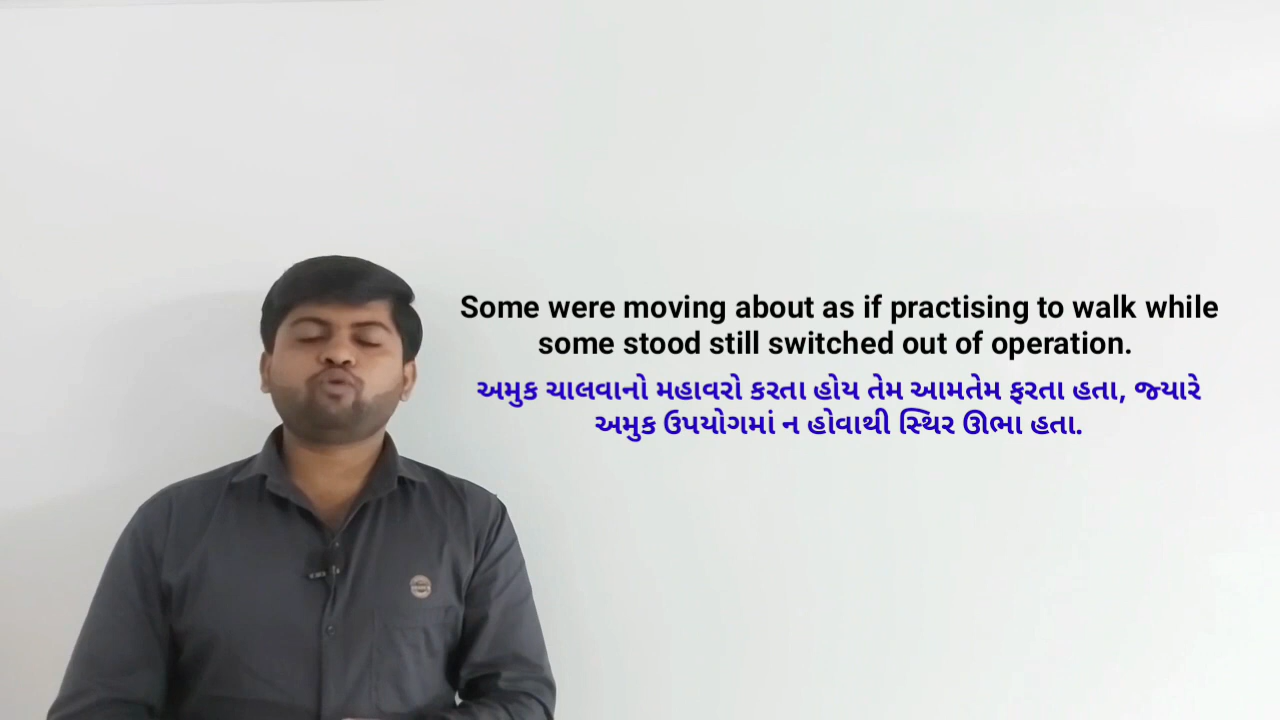 Some were moving about as if practising to walk while
some stood still switched out of operation.
અમુક ચાલવાનો મહાવરો કરતા હોય તેમ આમતેમ ફરતા હતા, જ્યારે
અમુક ઉપયોગમાં ન હોવાથી સ્થિર ઊભા હતા.